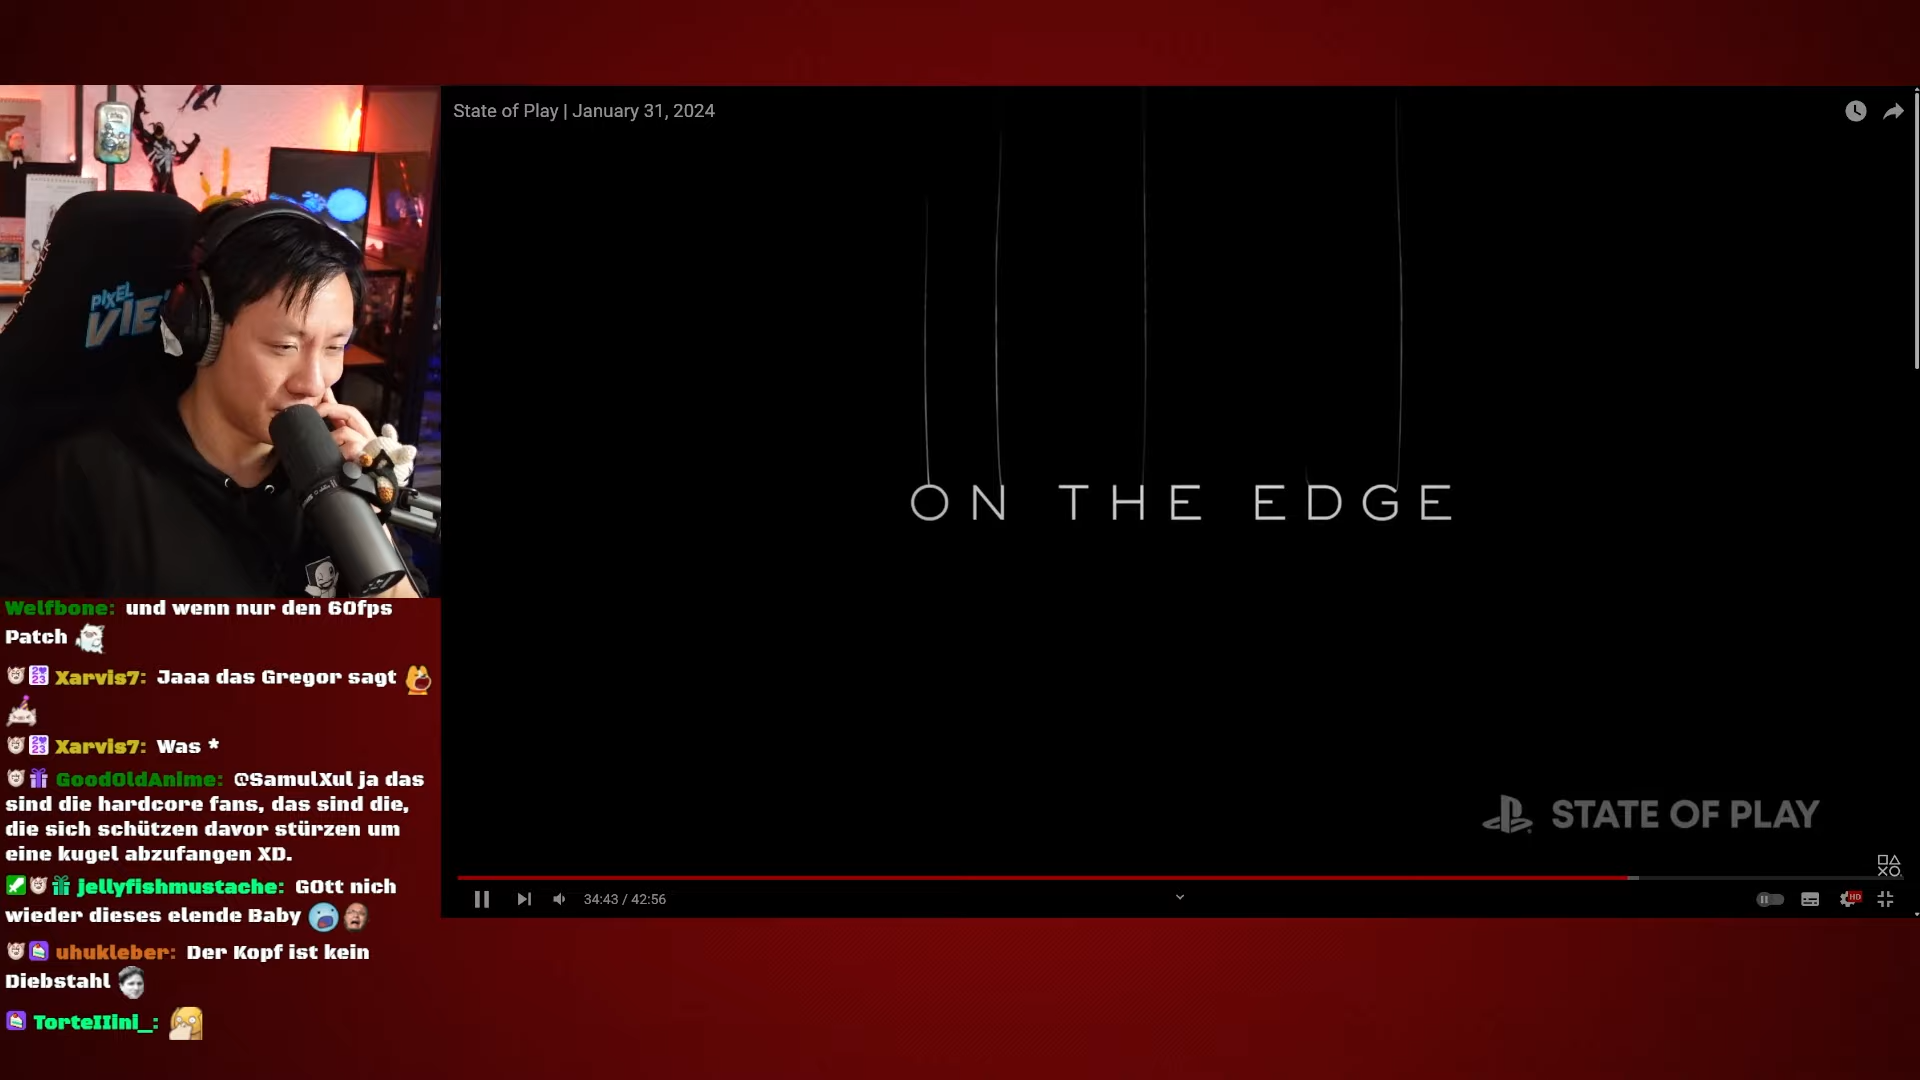 State of Play | January 31, 2024
PIXEL
VIE
ON THE EDGE
STATE OF PLAY
34:43 / 42:56
HD
Welfbone: und wenn nur den 60fps
Patch
Xarvis7: Jaaa das Gregor sagt
Xarvis7: Was *
GoodOldAnime: @SamulXul ja das
sind die hardcore fans, das sind die,
die sich schützen davor stürzen um
eine kugel abzufangen XD.
jellyfishmustache: GOtt nich
wieder dieses elende Baby
uhukleber: Der Kopf ist kein
Diebstahl
TorteIIini_: